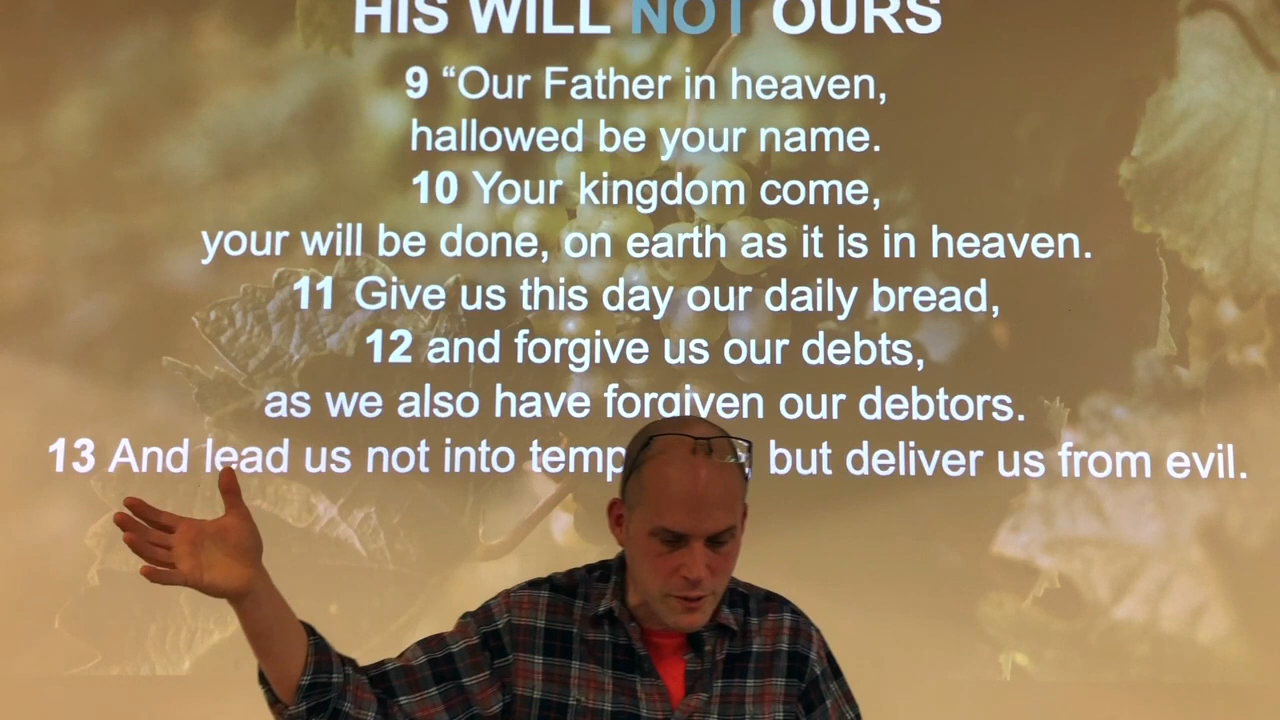 HIS WILL NOT OURS
9 “Our Father in heaven,
hallowed be your name.
10 Your kingdom come,
your will be done, on earth as it is in heaven.
11 Give us this day our daily bread,
12 and forgive us our debts,
as we also have forgiven our debtors.
13 And lead us not into temp , but deliver us from evil.